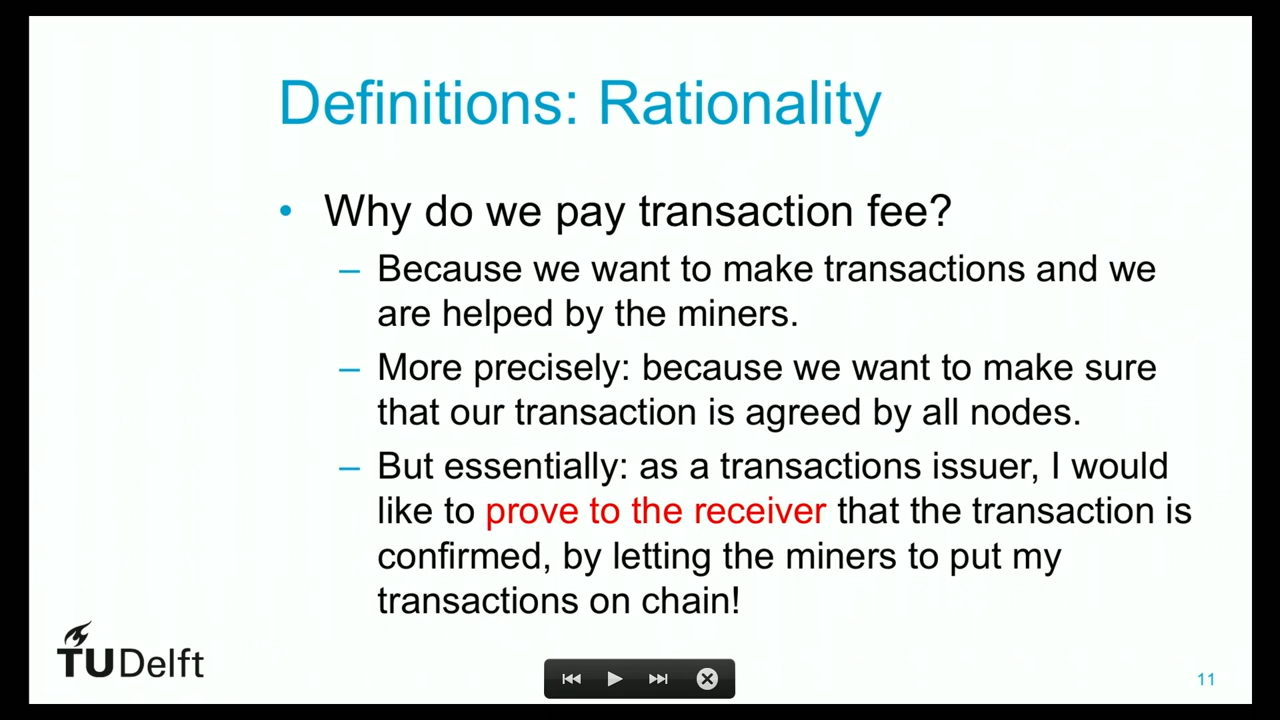 Definitions: Rationality
• Why do we pay transaction fee?
– Because we want to make transactions and we
are helped by the miners.
– More precisely: because we want to make sure
that our transaction is agreed by all nodes.
– But essentially: as a transactions issuer, I would
like to prove to the receiver that the transaction is
confirmed, by letting the miners to put my
transactions on chain!
TUDelft
11